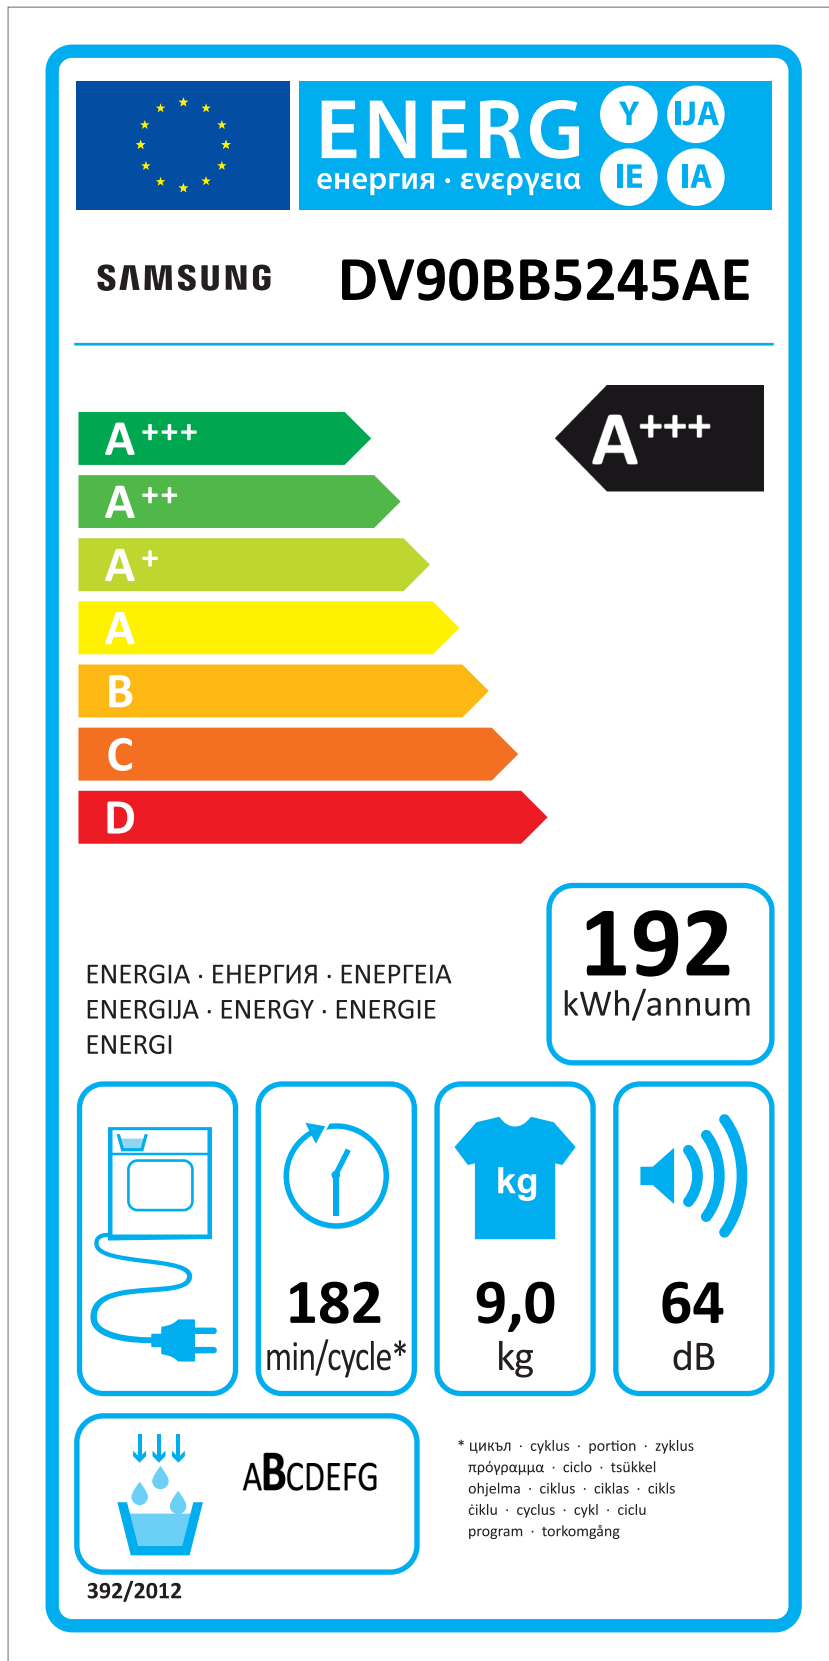 ENERG Y IJA
енергия · ενεργεια IE IA
SAMSUNG DV90BB5245AE
A+++ A+++
A++
A+
A
B
C
D
192
kWh/annum
ENERGIA · ЕНЕРГИЯ · ΕΝΕΡΓΕΙΑ
ENERGIJA · ENERGY · ENERGIE
ENERGI
kg
182 9,0 64
min/cycle* kg dB
ABCDEFG
* цикъл · cyklus · portion · zyklus
πρόγραμμα · ciclo · tsükkel
ohjelma · ciklus · ciklas · cikls
ċiklu · cyclus · cykl · ciclu
program · torkomgång
392/2012